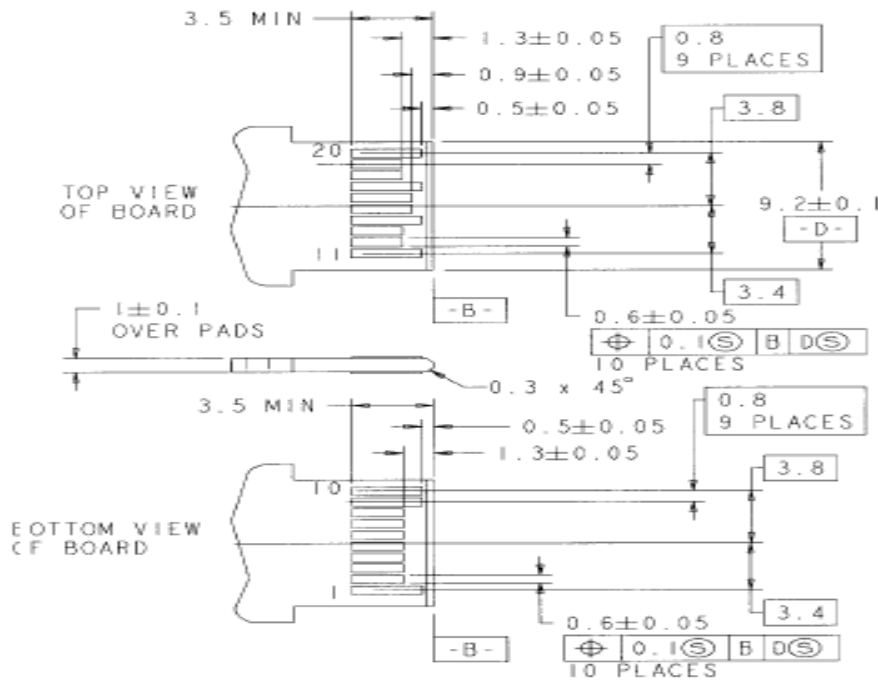 3.5 MIN
1.3±0.05
0.8
9 PLACES
0.9±0.05
0.5±0.05
3.8
20
TOP VIEW
OF BOARD
9.2±0.1
-D-
11
3.4
-B-
1±0.1
OVER PADS
0.6±0.05
⌖ 0.1Ⓢ B DⓈ
10 PLACES
0.3 x 45°
3.5 MIN
0.8
9 PLACES
0.5±0.05
1.3±0.05
3.8
10
BOTTOM VIEW
OF BOARD
1
3.4
0.6±0.05
-B-
⌖ 0.1Ⓢ B DⓈ
10 PLACES